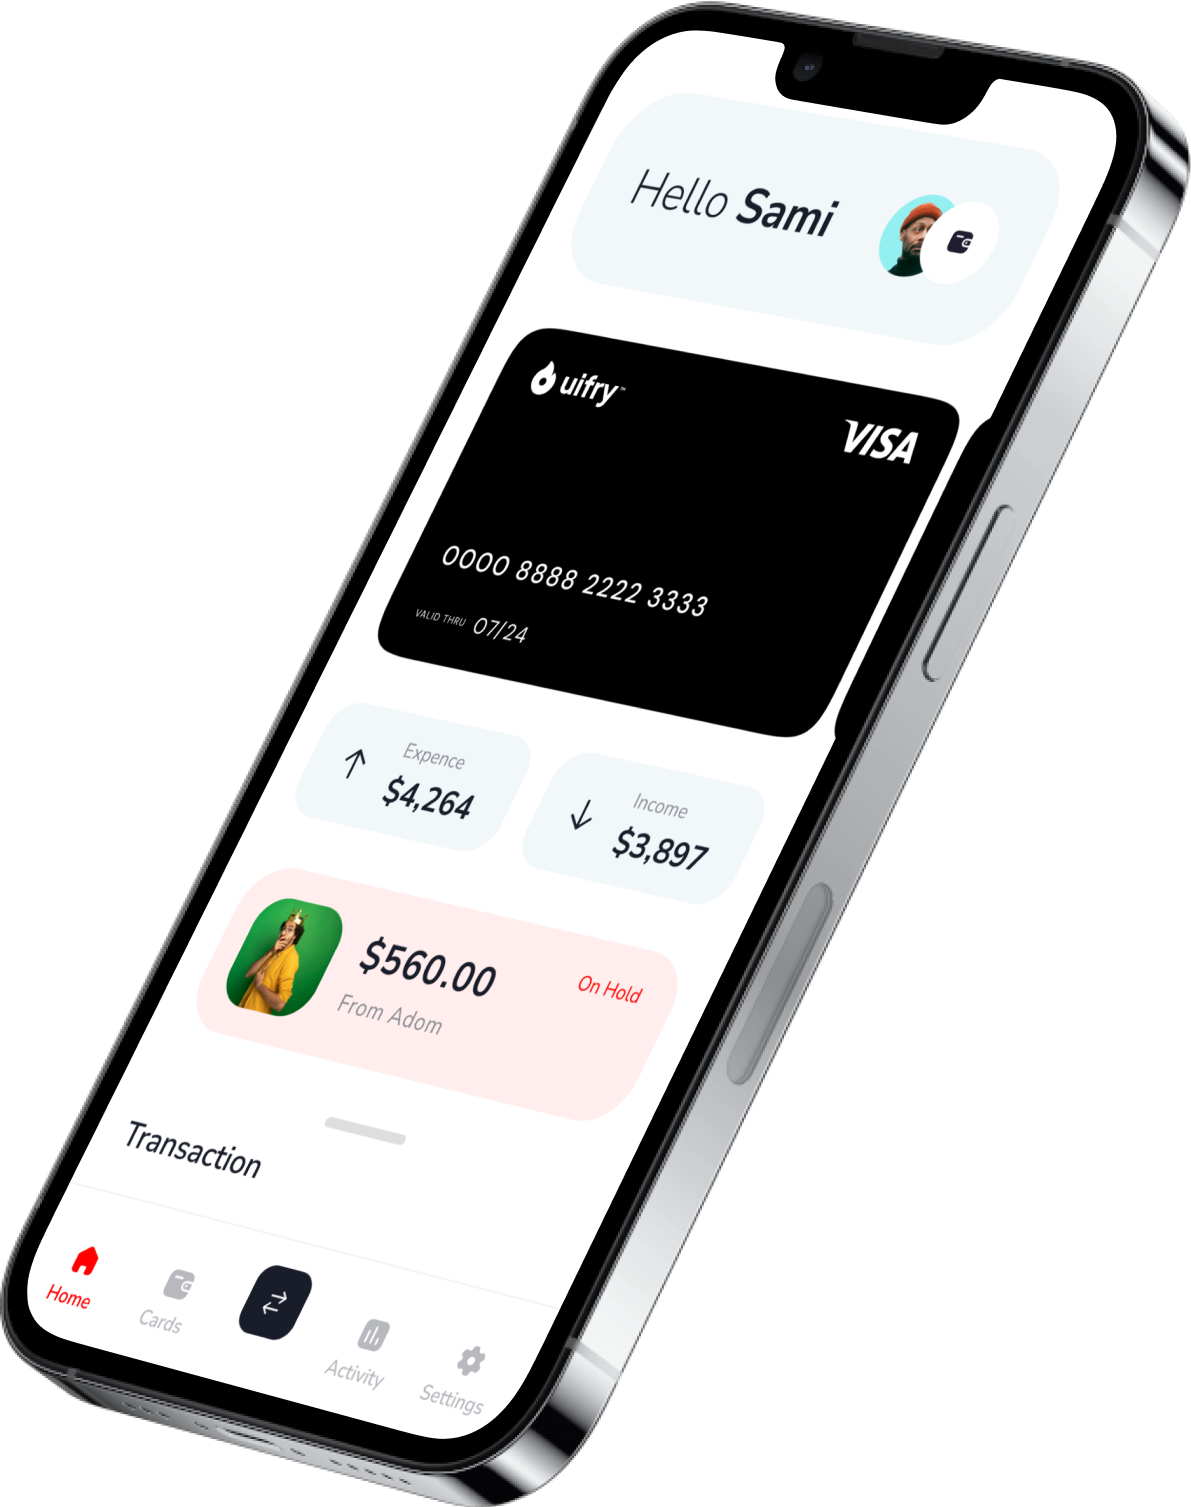 Hello Sami
uifry™
VISA
0000 8888 2222 3333
VALID THRU 07/24
Expence
$4,264
Income
$3,897
$560.00
From Adom
On Hold
Transaction
Home
Cards
Activity
Settings